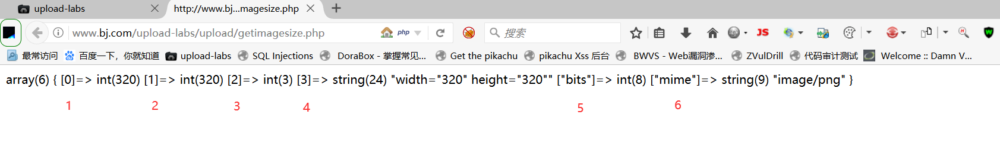 upload-labs
http://www.bj...magesize.php
www.bj.com/upload-labs/upload/getimagesize.php
php
搜索
JS
最常访问
百度一下，你就知道
upload-labs
SQL Injections
DoraBox - 掌握常见...
Get the pikachu
pikachu Xss 后台
BWVS - Web漏洞渗...
ZVulDrill
代码审计测试
Welcome :: Damn V...
array(6) { [0]=> int(320) [1]=> int(320) [2]=> int(3) [3]=> string(24) "width="320" height="320"" ["bits"]=> int(8) ["mime"]=> string(9) "image/png" }
1 2 3 4 5 6